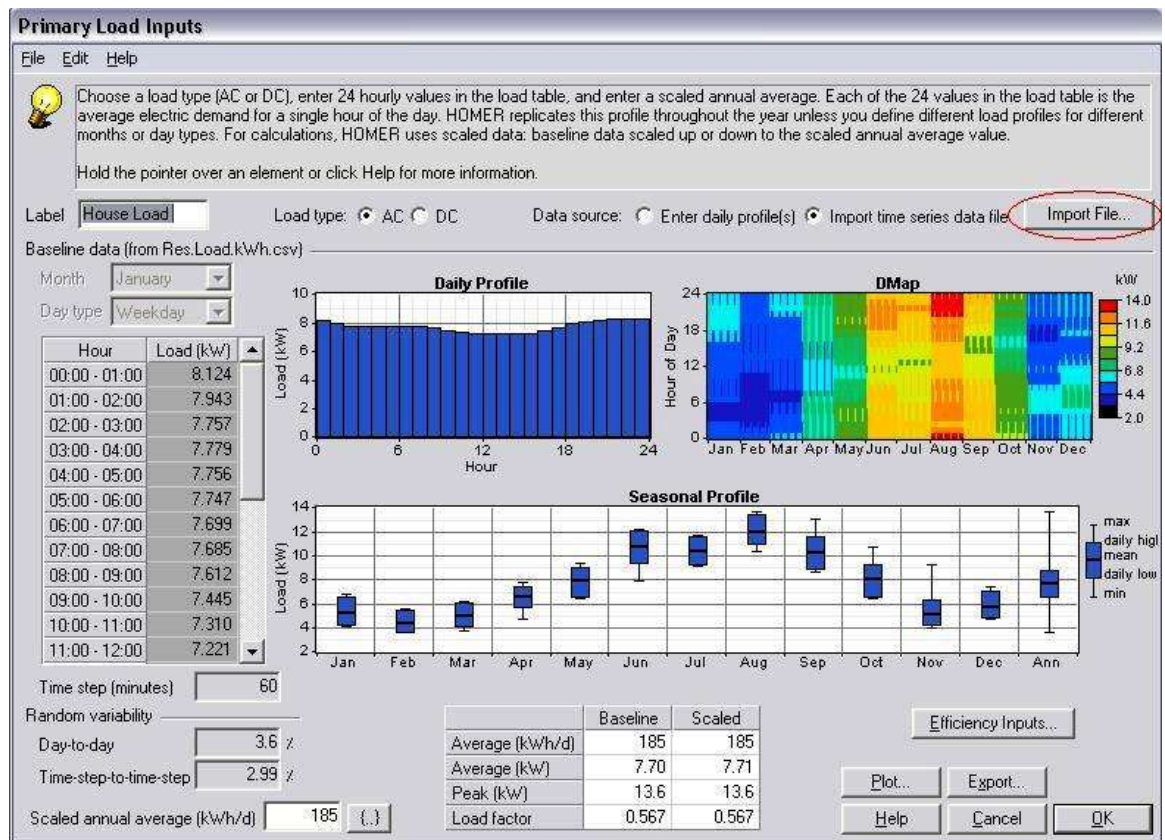 Primary Load Inputs
File Edit Help
Choose a load type (AC or DC), enter 24 hourly values in the load table, and enter a scaled annual average. Each of the 24 values in the load table is the
average electric demand for a single hour of the day. HOMER replicates this profile throughout the year unless you define different load profiles for different
months or day types. For calculations, HOMER uses scaled data: baseline data scaled up or down to the scaled annual average value.
Hold the pointer over an element or click Help for more information.
Label House Load Load type: AC DC Data source: Enter daily profile(s) Import time series data file Import File...
Baseline data (from Res.Load.kWh.csv)
Month January
Day type Weekday
Hour Load (kW)
00:00 - 01:00 8.124
01:00 - 02:00 7.943
02:00 - 03:00 7.757
03:00 - 04:00 7.779
04:00 - 05:00 7.756
05:00 - 06:00 7.747
06:00 - 07:00 7.699
07:00 - 08:00 7.685
08:00 - 09:00 7.612
09:00 - 10:00 7.445
10:00 - 11:00 7.310
11:00 - 12:00 7.221
Daily Profile
Load (kW)
10
8
6
4
2
0
0 6 12 18 24
Hour
DMap
Hour of Day
24
18
12
6
0
Jan Feb Mar Apr May Jun Jul Aug Sep Oct Nov Dec
kW
14.0
11.6
9.2
6.8
4.4
2.0
Seasonal Profile
Load (kW)
14
12
10
8
6
4
2
Jan Feb Mar Apr May Jun Jul Aug Sep Oct Nov Dec Ann
max
daily high
mean
daily low
min
Time step (minutes) 60
Random variability
Day-to-day 3.6 %
Time-step-to-time-step 2.99 %
Scaled annual average (kWh/d) 185 {..}
Baseline Scaled
Average (kWh/d) 185 185
Average (kW) 7.70 7.71
Peak (kW) 13.6 13.6
Load factor 0.567 0.567
Efficiency Inputs...
Plot... Export...
Help Cancel OK